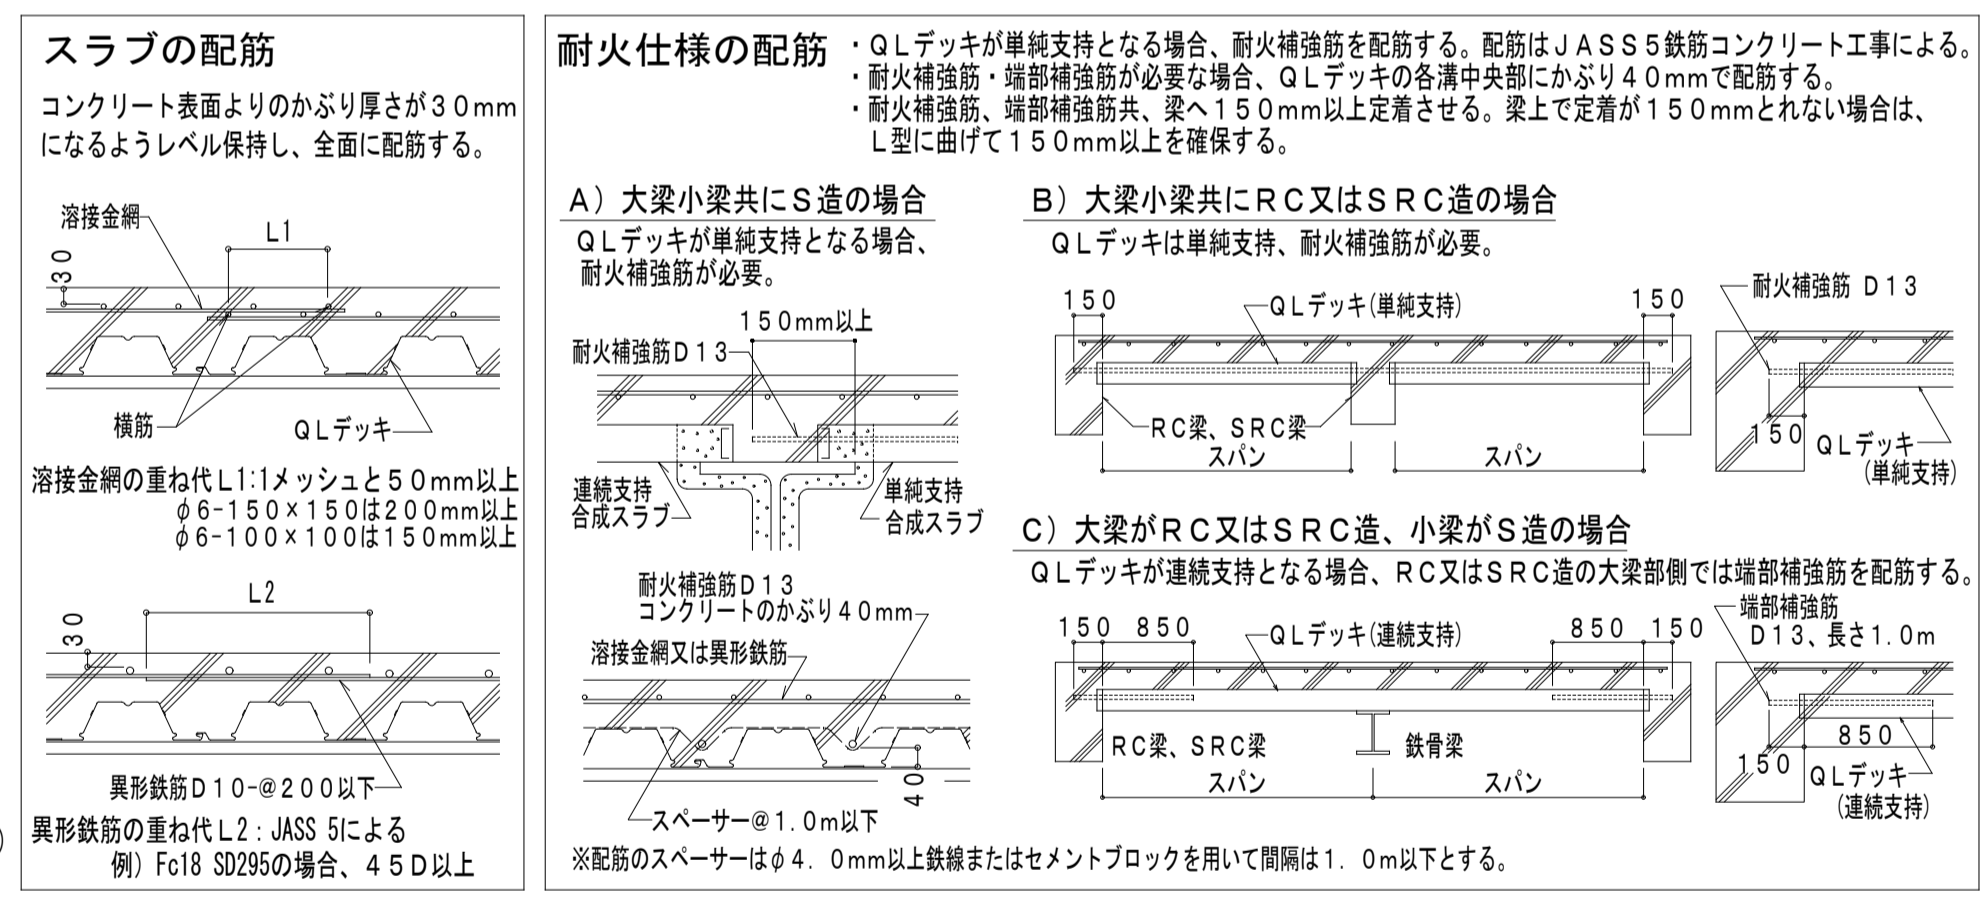 スラブの配筋
コンクリート表面よりのかぶり厚さが３０mm
になるようレベル保持し、全面に配筋する。
溶接金網
L1
30
横筋
ＱＬデッキ
溶接金網の重ね代Ｌ1:1メッシュと５０mm以上
φ６-１５０×１５０は２００mm以上
φ６-１００×１００は１５０mm以上
L2
30
異形鉄筋Ｄ１０-＠２００以下
異形鉄筋の重ね代Ｌ２：JASS 5による
例）Fc18 SD295の場合、４５Ｄ以上
)
耐火仕様の配筋
・ＱＬデッキが単純支持となる場合、耐火補強筋を配筋する。配筋はＪＡＳＳ５鉄筋コンクリート工事による。
・耐火補強筋・端部補強筋が必要な場合、ＱＬデッキの各溝中央部にかぶり４０mmで配筋する。
・耐火補強筋、端部補強筋共、梁へ１５０mm以上定着させる。梁上で定着が１５０mmとれない場合は、
Ｌ型に曲げて１５０mm以上を確保する。
Ａ）大梁小梁共にＳ造の場合
ＱＬデッキが単純支持となる場合、
耐火補強筋が必要。
１５０mm以上
耐火補強筋Ｄ１３
連続支持
合成スラブ
単純支持
合成スラブ
耐火補強筋Ｄ１３
コンクリートのかぶり４０mm
溶接金網又は異形鉄筋
40
スペーサー＠１.０m以下
Ｂ）大梁小梁共にＲＣ又はＳＲＣ造の場合
ＱＬデッキは単純支持、耐火補強筋が必要。
150
ＱＬデッキ(単純支持)
150
ＲＣ梁、ＳＲＣ梁
スパン
スパン
耐火補強筋 Ｄ１３
150
ＱＬデッキ
(単純支持)
Ｃ）大梁がＲＣ又はＳＲＣ造、小梁がＳ造の場合
ＱＬデッキが連続支持となる場合、ＲＣ又はＳＲＣ造の大梁部側では端部補強筋を配筋する。
150 850
ＱＬデッキ(連続支持)
850 150
ＲＣ梁、ＳＲＣ梁
鉄骨梁
スパン
スパン
端部補強筋
Ｄ１３、長さ１.０m
850
150
ＱＬデッキ
(連続支持)
※配筋のスペーサーはφ４．０mm以上鉄線またはセメントブロックを用いて間隔は１．０m以下とする。